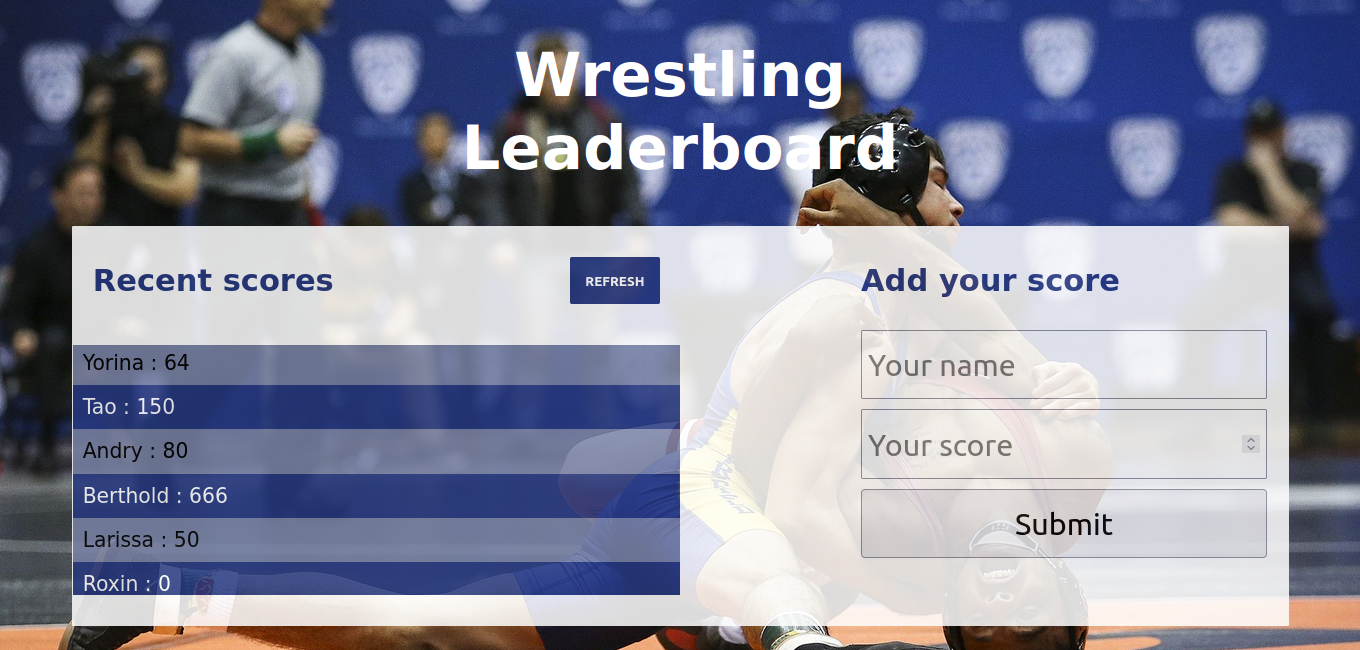 Wrestling
Leaderboard
Recent scores
REFRESH
Yorina : 64
Tao : 150
Andry : 80
Berthold : 666
Larissa : 50
Roxin : 0
Add your score
Your name
Your score
Submit